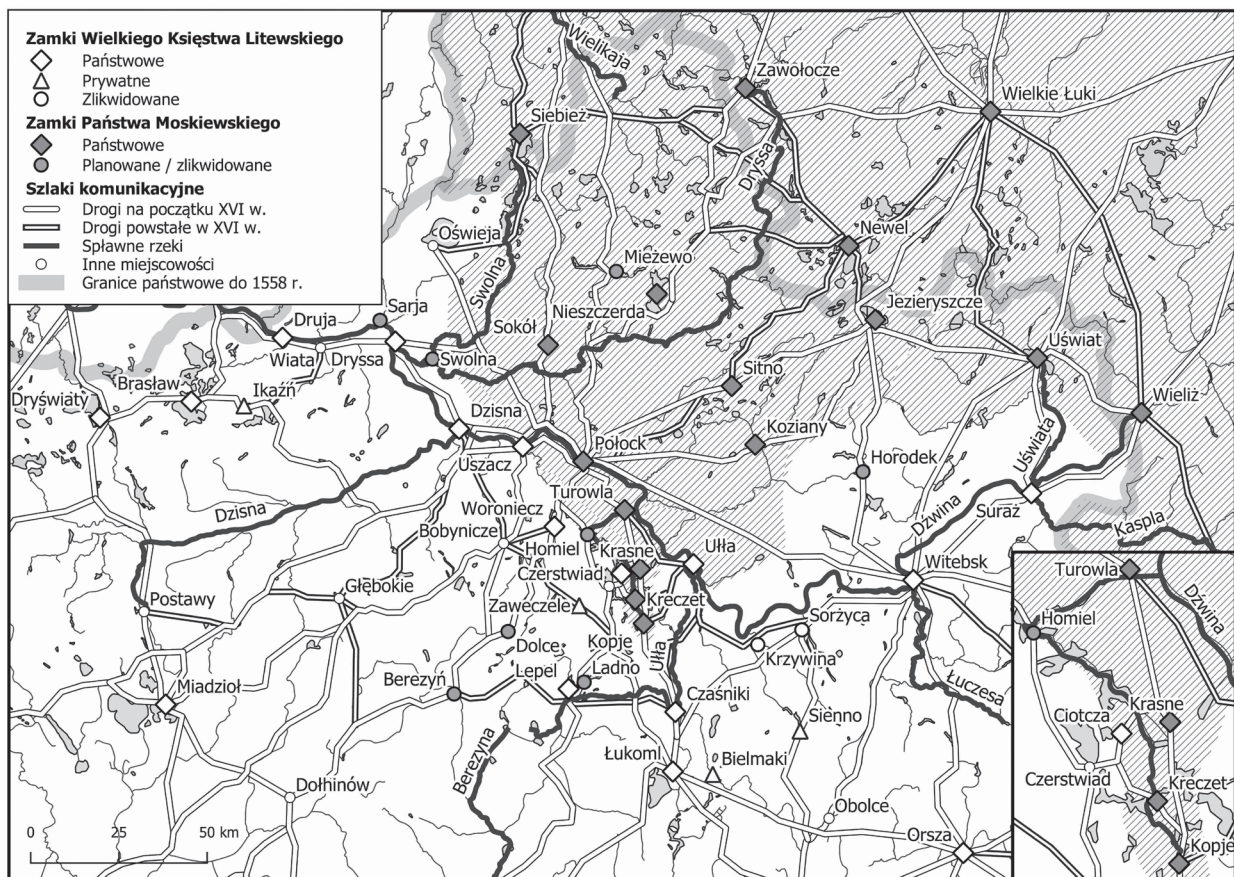 Zamki Wielkiego Księstwa Litewskiego
Państwowe
Prywatne
Zlikwidowane
Zamki Państwa Moskiewskiego
Państwowe
Planowane / zlikwidowane
Szlaki komunikacyjne
Drogi na początku XVI w.
Drogi powstałe w XVI w.
Spławne rzeki
Inne miejscowości
Granice państwowe do 1558 r.
Wielikaja
Zawołocze
Wielkie Łuki
Siebież
Dryssa
Oświeja
Newel
Mieżewo
Swolna
Nieszczerda
Jezieryszcze
Sarja
Druja
Sokół
Uświat
Wiata
Dryssa
Swolna
Sitno
Brasław
Ikaźń
Wieliż
Dryświaty
Dzisna
Koziany
Połock
Horodek
Uświata
Uszacz
Turowla
Dzisna
Woroniecz
Suraż
Dźwina
Kaspla
Bobynicze
Homiel
Krasne
Ułła
Witebsk
Czerstwiad
Głębokie
Postawy
Zaweczele
Kreczet
Sorżyca
Dolce
Kopje
Krzywina
Ułła
Berezyń
Lepel
Ladno
Łuczesa
Miadzioł
Czaśniki
Sienno
Berezyna
Łukoml
Bielmaki
Dołhinów
Obolce
Orsza
0 25 50 km
Turowla
Dźwina
Homiel
Ciotcza
Krasne
Czerstwiad
Kreczet
Kopje